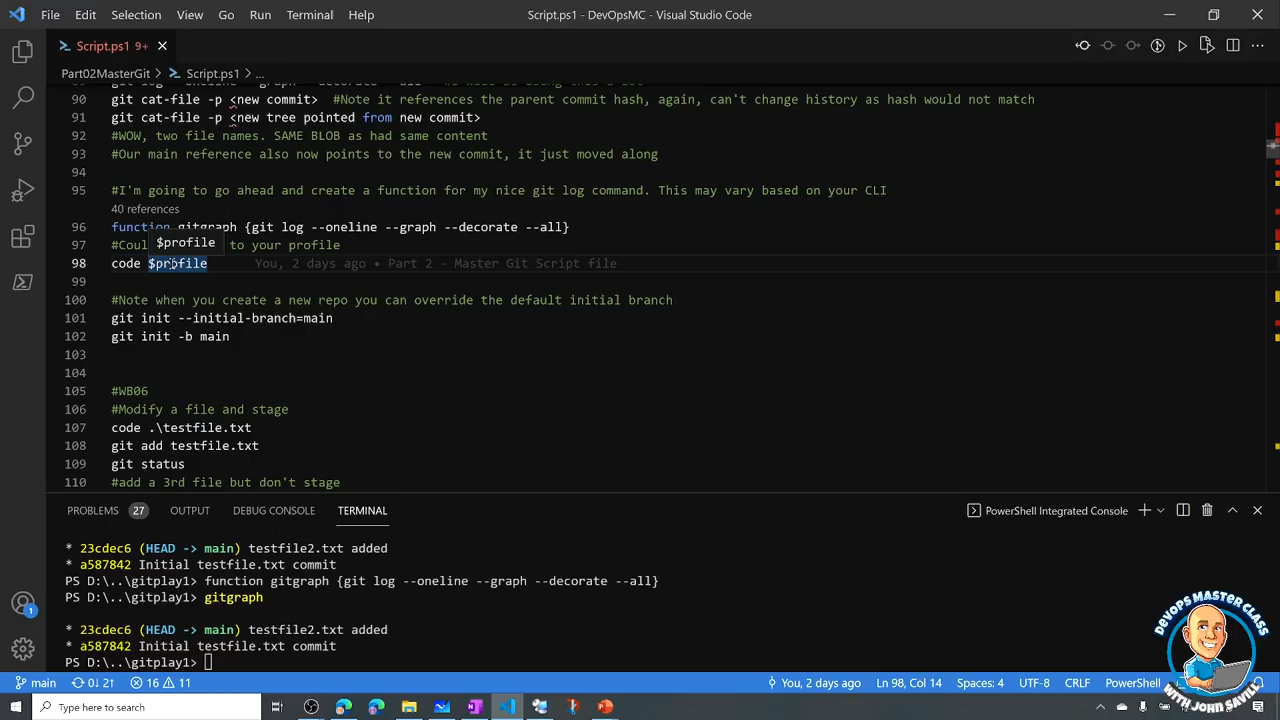 File Edit Selection View Go Run Terminal Help
Script.ps1 - DevOpsMC - Visual Studio Code
Script.ps1 9+
Part02MasterGit > Script.ps1 > ...
90 git cat-file -p <new commit> #Note it references the parent commit hash, again, can't change history as hash would not match
91 git cat-file -p <new tree pointed from new commit>
92 #WOW, two file names. SAME BLOB as had same content
93 #Our main reference also now points to the new commit, it just moved along
94
95 #I'm going to go ahead and create a function for my nice git log command. This may vary based on your CLI
40 references
96 function gitgraph {git log --oneline --graph --decorate --all}
$profile
97 #Coul to your profile
98 code $profile You, 2 days ago • Part 2 - Master Git Script file
99
100 #Note when you create a new repo you can override the default initial branch
101 git init --initial-branch=main
102 git init -b main
103
104
105 #WB06
106 #Modify a file and stage
107 code .\testfile.txt
108 git add testfile.txt
109 git status
110 #add a 3rd file but don't stage
PROBLEMS 27 OUTPUT DEBUG CONSOLE TERMINAL
PowerShell Integrated Console
* 23cdec6 (HEAD -> main) testfile2.txt added
* a587842 Initial testfile.txt commit
PS D:\..\gitplay1> function gitgraph {git log --oneline --graph --decorate --all}
PS D:\..\gitplay1> gitgraph
* 23cdec6 (HEAD -> main) testfile2.txt added
* a587842 Initial testfile.txt commit
PS D:\..\gitplay1>
DEVOPS MASTER CLASS
WITH JOHN SAVILL
1
main 0↓ 2↑ 16 11
You, 2 days ago Ln 98, Col 14 Spaces: 4 UTF-8 CRLF PowerShell
Type here to search